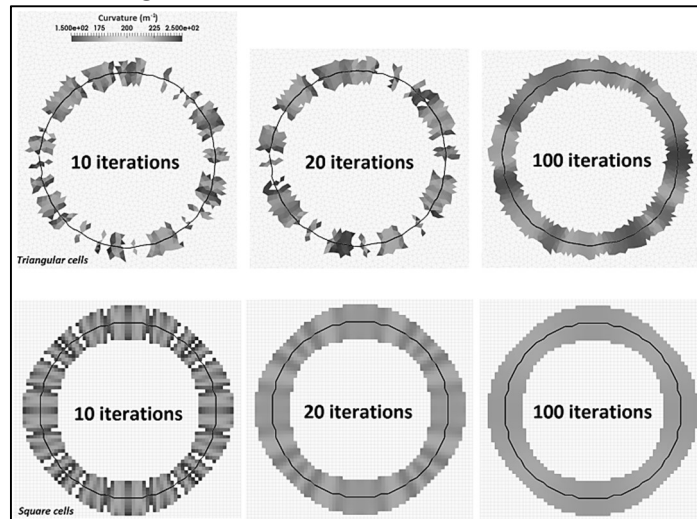 Curvature (m⁻¹)
1.500e+02 175 200 225 2.500e+02
10 iterations
20 iterations
100 iterations
Triangular cells
10 iterations
20 iterations
100 iterations
Square cells